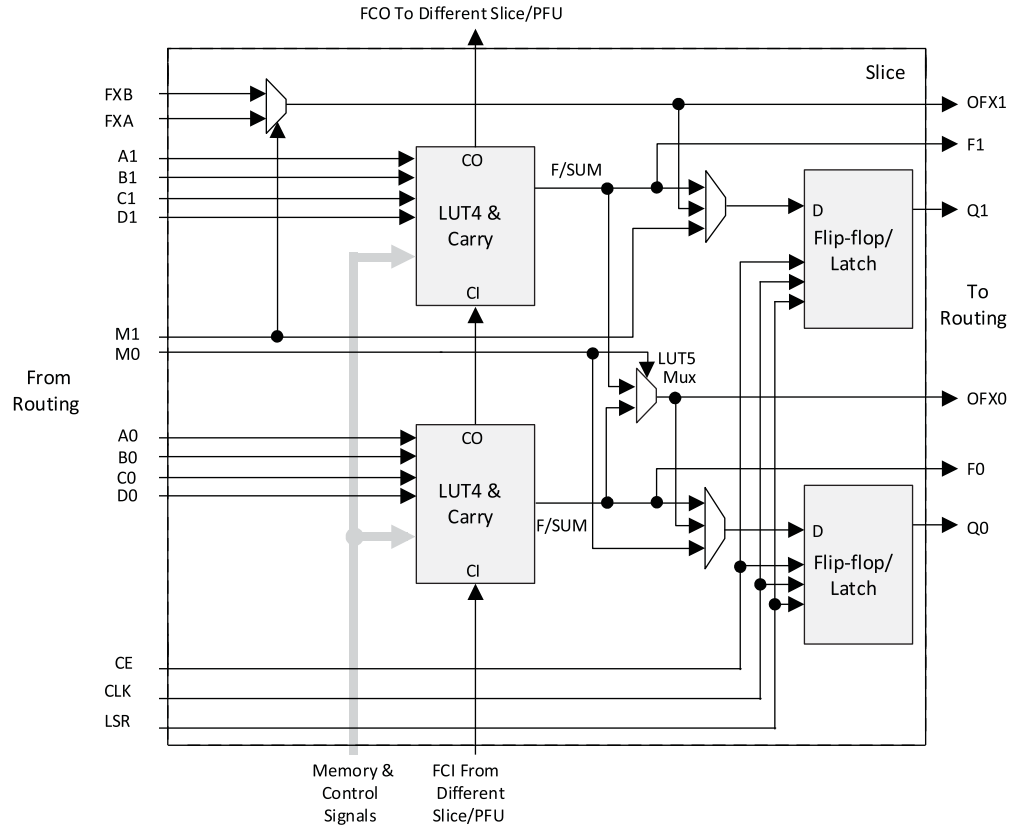 FCO To Different Slice/PFU
Slice
FXB
FXA
OFX1
F1
A1
B1
C1
D1
CO
LUT4 &
Carry
CI
F/SUM
D
Flip-flop/
Latch
Q1
To
Routing
M1
M0
From
Routing
LUT5
Mux
OFX0
A0
B0
C0
D0
CO
LUT4 &
Carry
CI
F/SUM
F0
D
Flip-flop/
Latch
Q0
CE
CLK
LSR
Memory &
Control
Signals
FCI From
Different
Slice/PFU